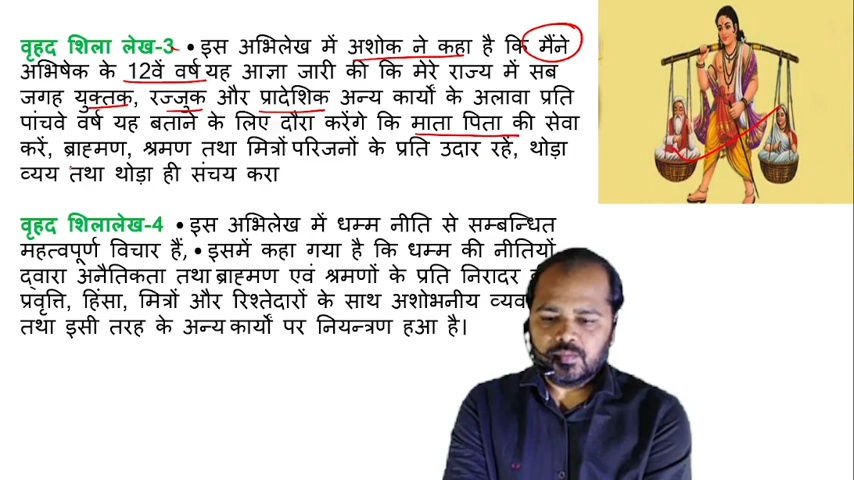 वृहद शिला लेख-3 • इस अभिलेख में अशोक ने कहा है कि मैंने
अभिषेक के 12वें वर्ष यह आज्ञा जारी की कि मेरे राज्य में सब
जगह युक्तक, रज्जुक और प्रादेशिक अन्य कार्यों के अलावा प्रति
पांचवे वर्ष यह बताने के लिए दौरा करेंगे कि माता पिता की सेवा
करें, ब्राह्मण, श्रमण तथा मित्रों परिजनों के प्रति उदार रहें, थोड़ा
व्यय तथा थोड़ा ही संचय करा
वृहद शिलालेख-4 • इस अभिलेख में धम्म नीति से सम्बन्धित
महत्वपूर्ण विचार हैं, • इसमें कहा गया है कि धम्म की नीतियों
द्वारा अनैतिकता तथा ब्राह्मण एवं श्रमणों के प्रति निरादर
प्रवृत्ति, हिंसा, मित्रों और रिश्तेदारों के साथ अशोभनीय
तथा इसी तरह के अन्य कार्यों पर नियन्त्रण हआ है।